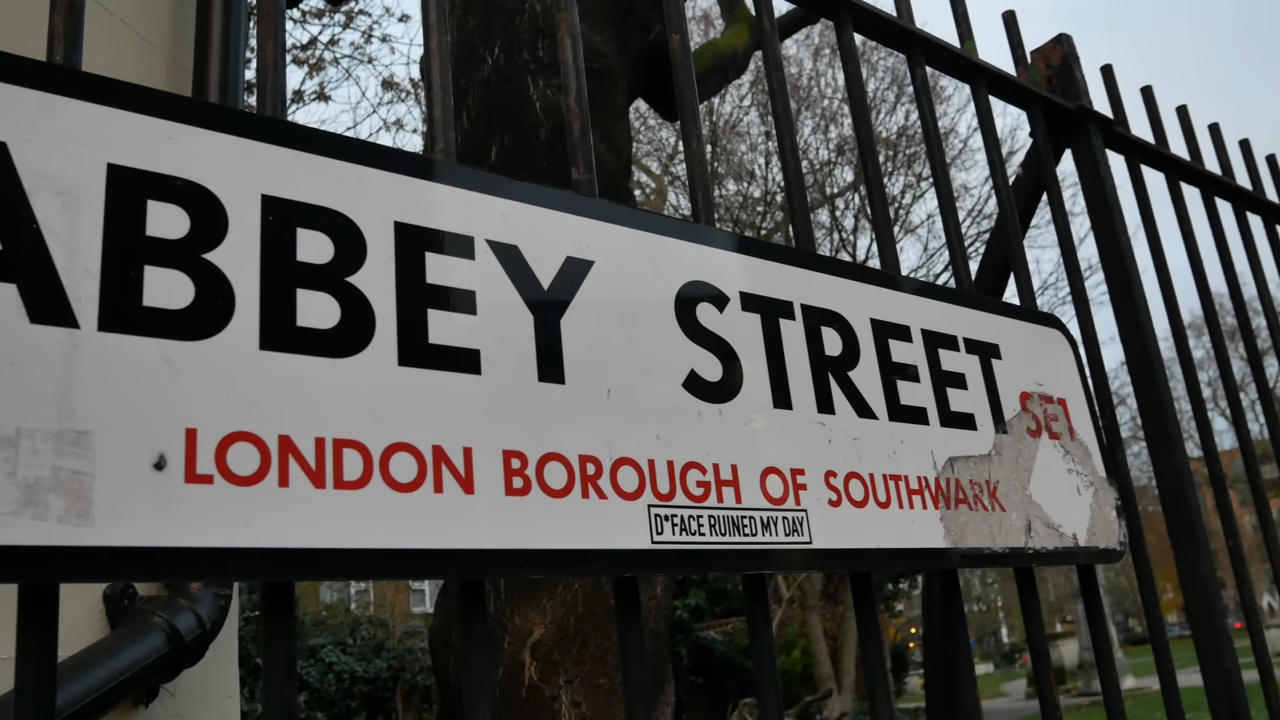 ABBEY STREET SE1
LONDON BOROUGH OF SOUTHWARK
D*FACE RUINED MY DAY